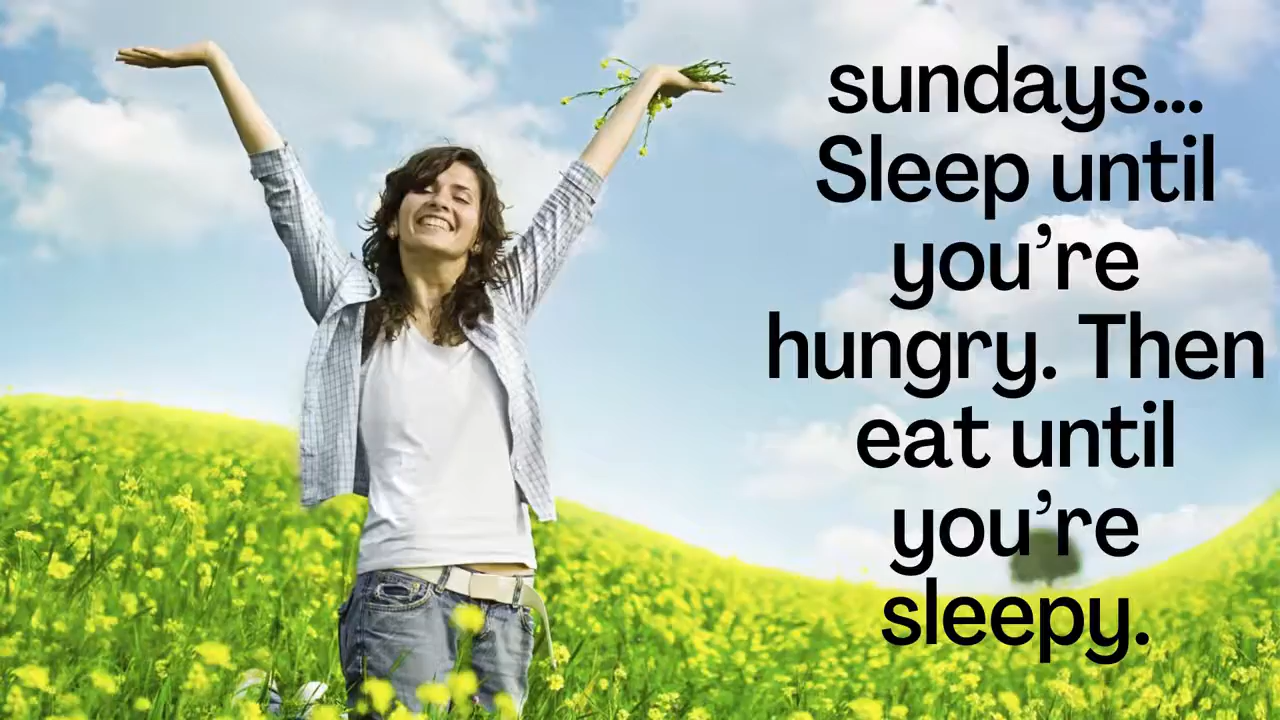 sundays...
Sleep until
you’re
hungry. Then
eat until
you’re
sleepy.